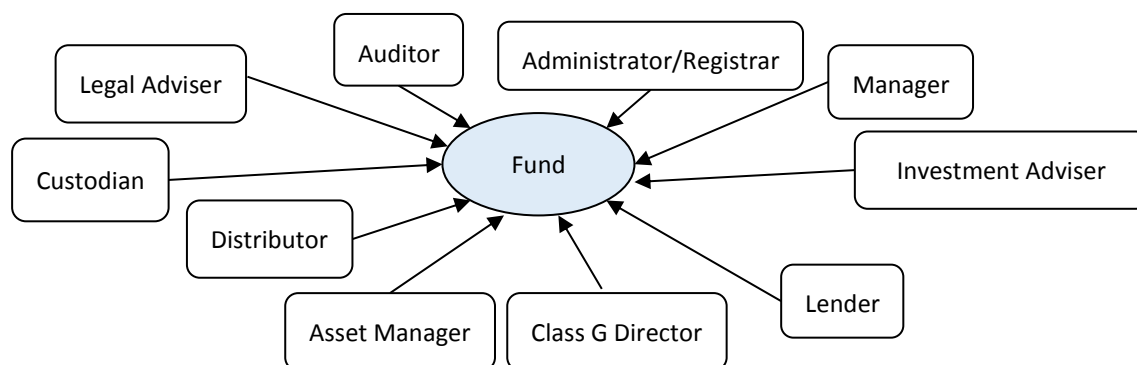 Auditor
Administrator/Registrar
Legal Adviser
Manager
Fund
Investment Adviser
Custodian
Distributor
Lender
Asset Manager
Class G Director